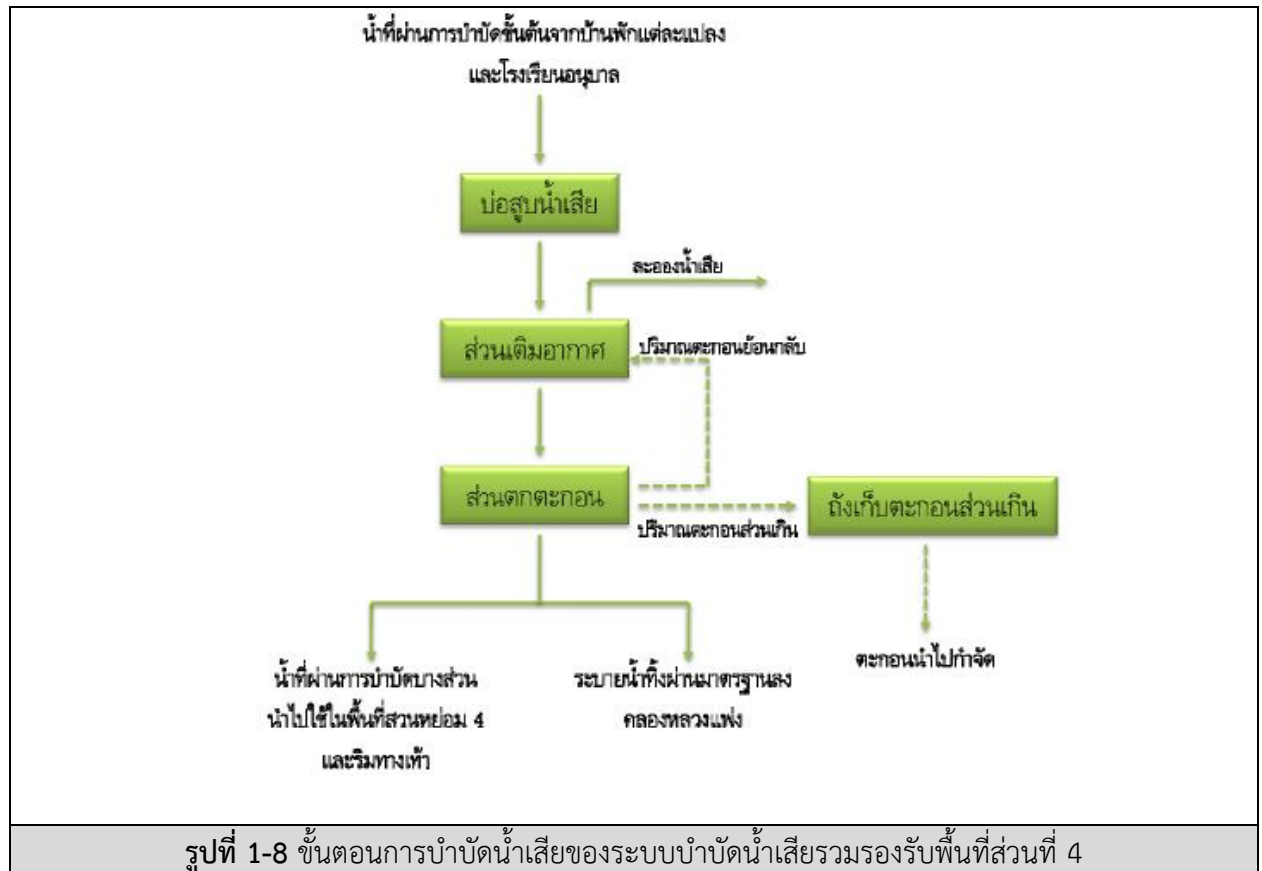 น้ำที่ผ่านการบำบัดขั้นต้นจากบ้านพักแต่ละแปลง
และโรงเรียนอนุบาล
บ่อสูบน้ำเสีย
ละอองน้ำเสีย
ส่วนเติมอากาศ
ปริมาณตะกอนย้อนกลับ
ส่วนตกตะกอน
ถังเก็บตะกอนส่วนเกิน
ปริมาณตะกอนส่วนเกิน
น้ำที่ผ่านการบำบัดบางส่วน
นำไปใช้ในพื้นที่สวนหย่อม 4
และริมทางเท้า
ระบายน้ำทิ้งผ่านมาตรฐานลง
คลองหลวงแพ่ง
ตะกอนนำไปกำจัด
รูปที่ 1-8 ขั้นตอนการบำบัดน้ำเสียของระบบบำบัดน้ำเสียรวมรองรับพื้นที่ส่วนที่ 4